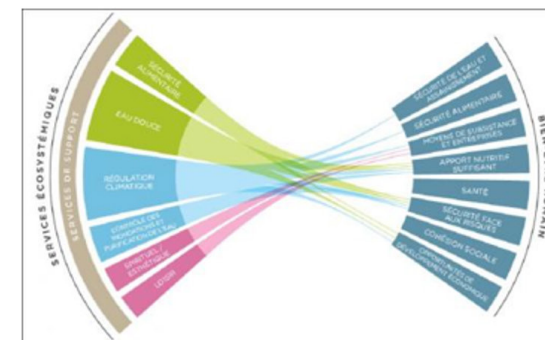 SERVICES ÉCOSYSTÉMIQUES
SERVICES DE SUPPORT
SÉCURITÉ
ALIMENTAIRE
EAU DOUCE
RÉGULATION
CLIMATIQUE
CONTRÔLE DES
INONDATIONS ET
PURIFICATION DE L'EAU
SPIRITUEL /
ESTHÉTIQUE
LOISIR
SÉCURITÉ DE L'EAU ET
ASSAINISSEMENT
SÉCURITÉ ALIMENTAIRE
MOYENS DE SUBSISTANCE
ET ENTREPRISES
APPORT NUTRITIF
SUFFISANT
SANTÉ
SÉCURITÉ FACE
AUX RISQUES
COHÉSION SOCIALE
OPPORTUNITÉS DE
DÉVELOPPEMENT ÉCONOMIQUE